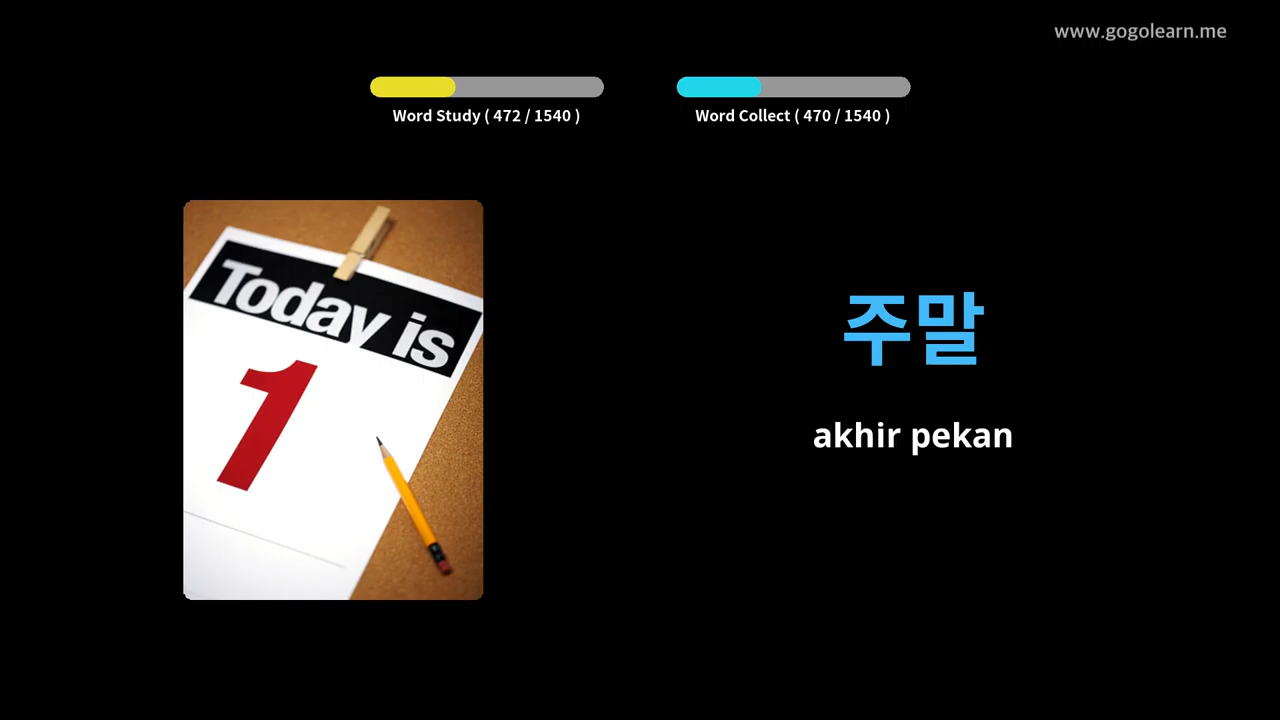 www.gogolearn.me
Word Study ( 472 / 1540 )
Word Collect ( 470 / 1540 )
Today is
1
주말
akhir pekan